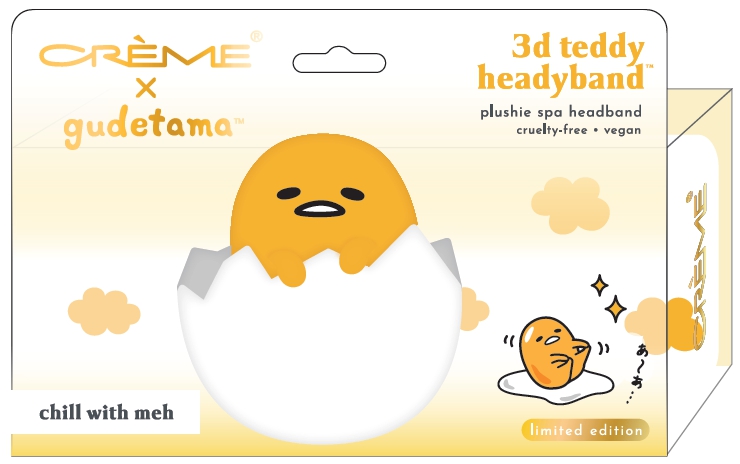 CRÈME®
x
gudetama™
3d teddy
headyband™
plushie spa headband
cruelty-free • vegan
CRÈME
あ〜あ...
chill with meh
limited edition